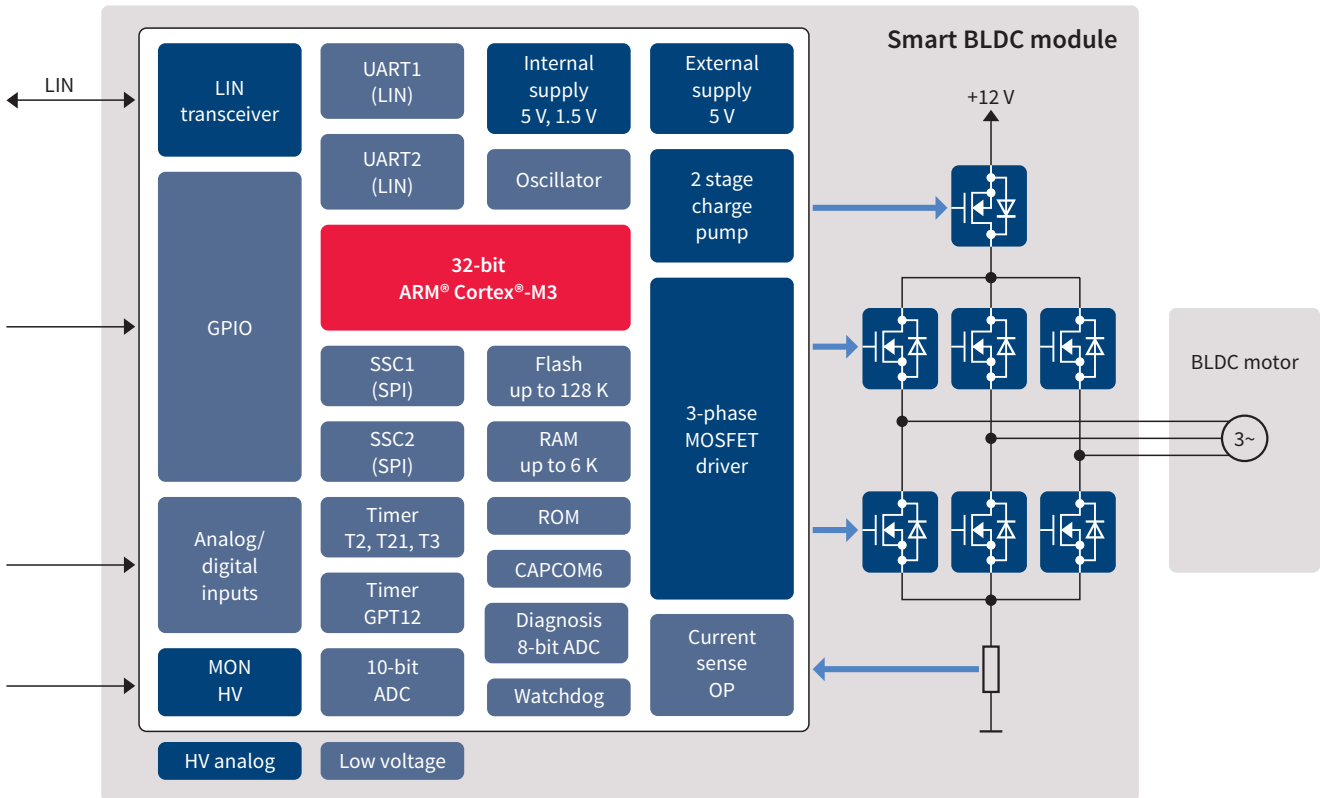 Smart BLDC module
LIN
LIN
transceiver
GPIO
Analog/
digital
inputs
MON
HV
UART1
(LIN)
UART2
(LIN)
Internal
supply
5 V, 1.5 V
Oscillator
External
supply
5 V
2 stage
charge
pump
32-bit
ARM® Cortex®-M3
SSC1
(SPI)
SSC2
(SPI)
Timer
T2, T21, T3
Timer
GPT12
10-bit
ADC
Flash
up to 128 K
RAM
up to 6 K
ROM
CAPCOM6
Diagnosis
8-bit ADC
Watchdog
3-phase
MOSFET
driver
Current
sense
OP
+12 V
BLDC motor
3~
HV analog
Low voltage